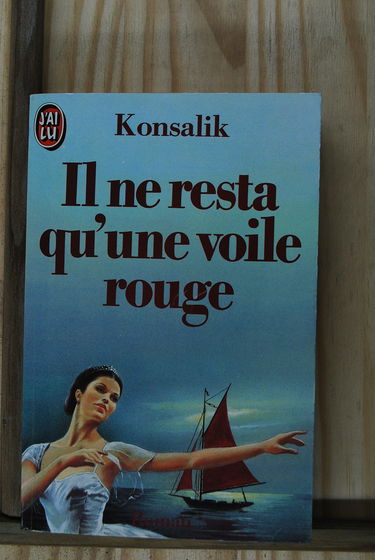 J'AI
LU
Konsalik
Il ne resta
qu'une voile
rouge
Roman